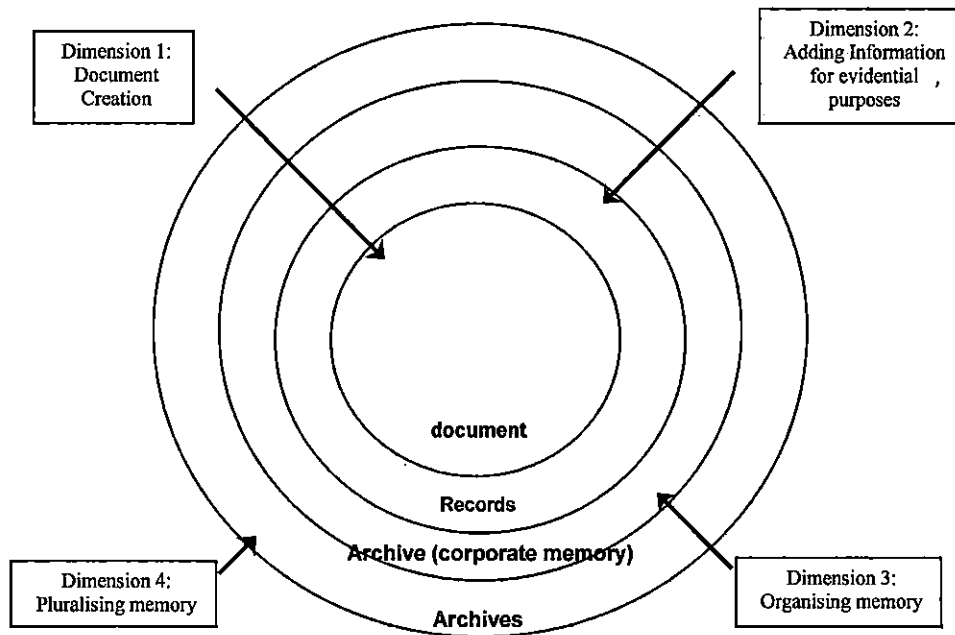 Dimension 1:
Document
Creation
Dimension 2:
Adding Information
for evidential
purposes
document
Records
Archive (corporate memory)
Archives
Dimension 4:
Pluralising memory
Dimension 3:
Organising memory